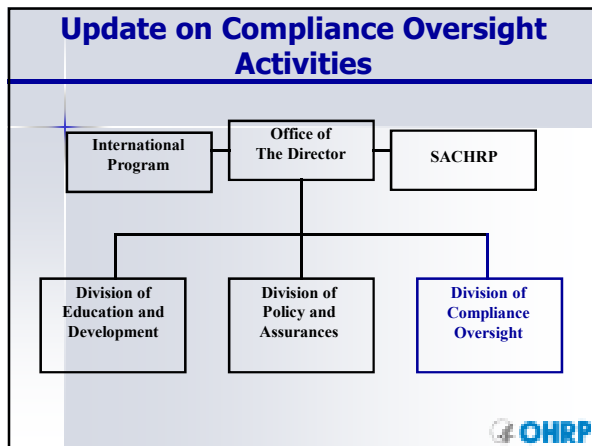 Update on Compliance Oversight
Activities
International
Program
Office of
The Director
SACHRP
Division of
Education and
Development
Division of
Policy and
Assurances
Division of
Compliance
Oversight
OHRP